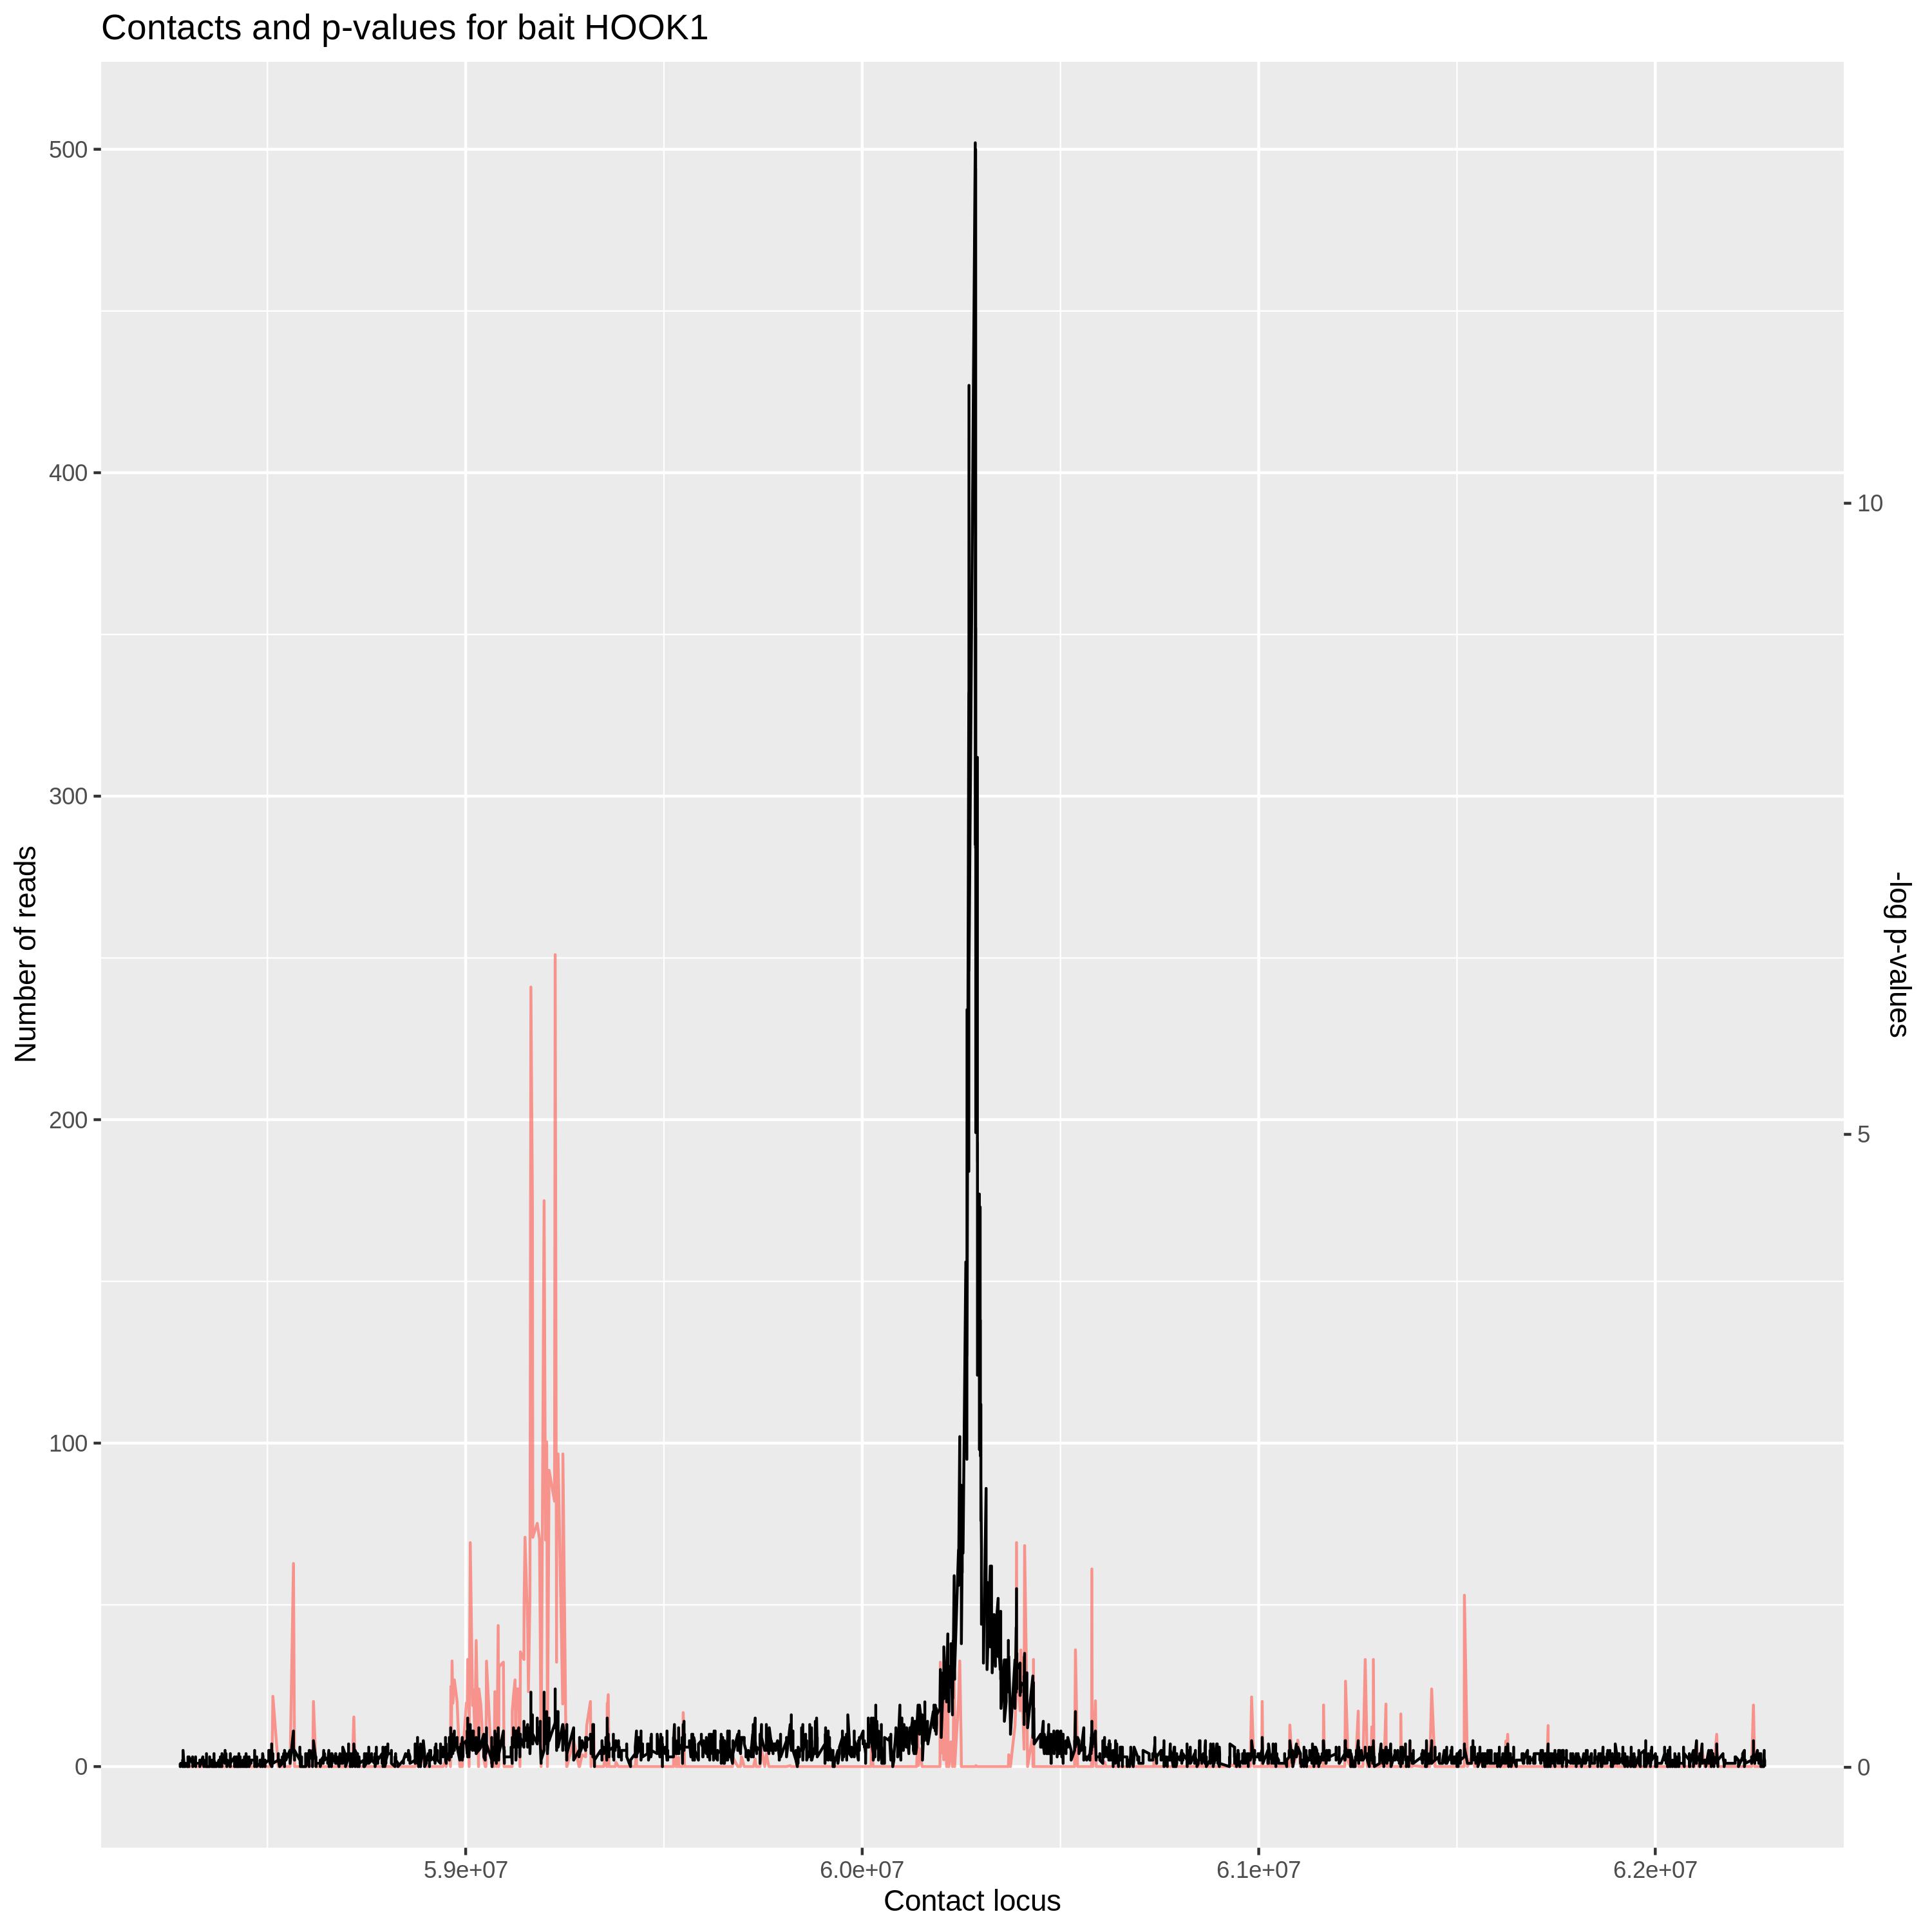 Contacts and p-values for bait HOOK1
500
400
300
200
100
0
Number of reads
10
5
0
-log p-values
5.9e+07
6.0e+07
6.1e+07
6.2e+07
Contact locus